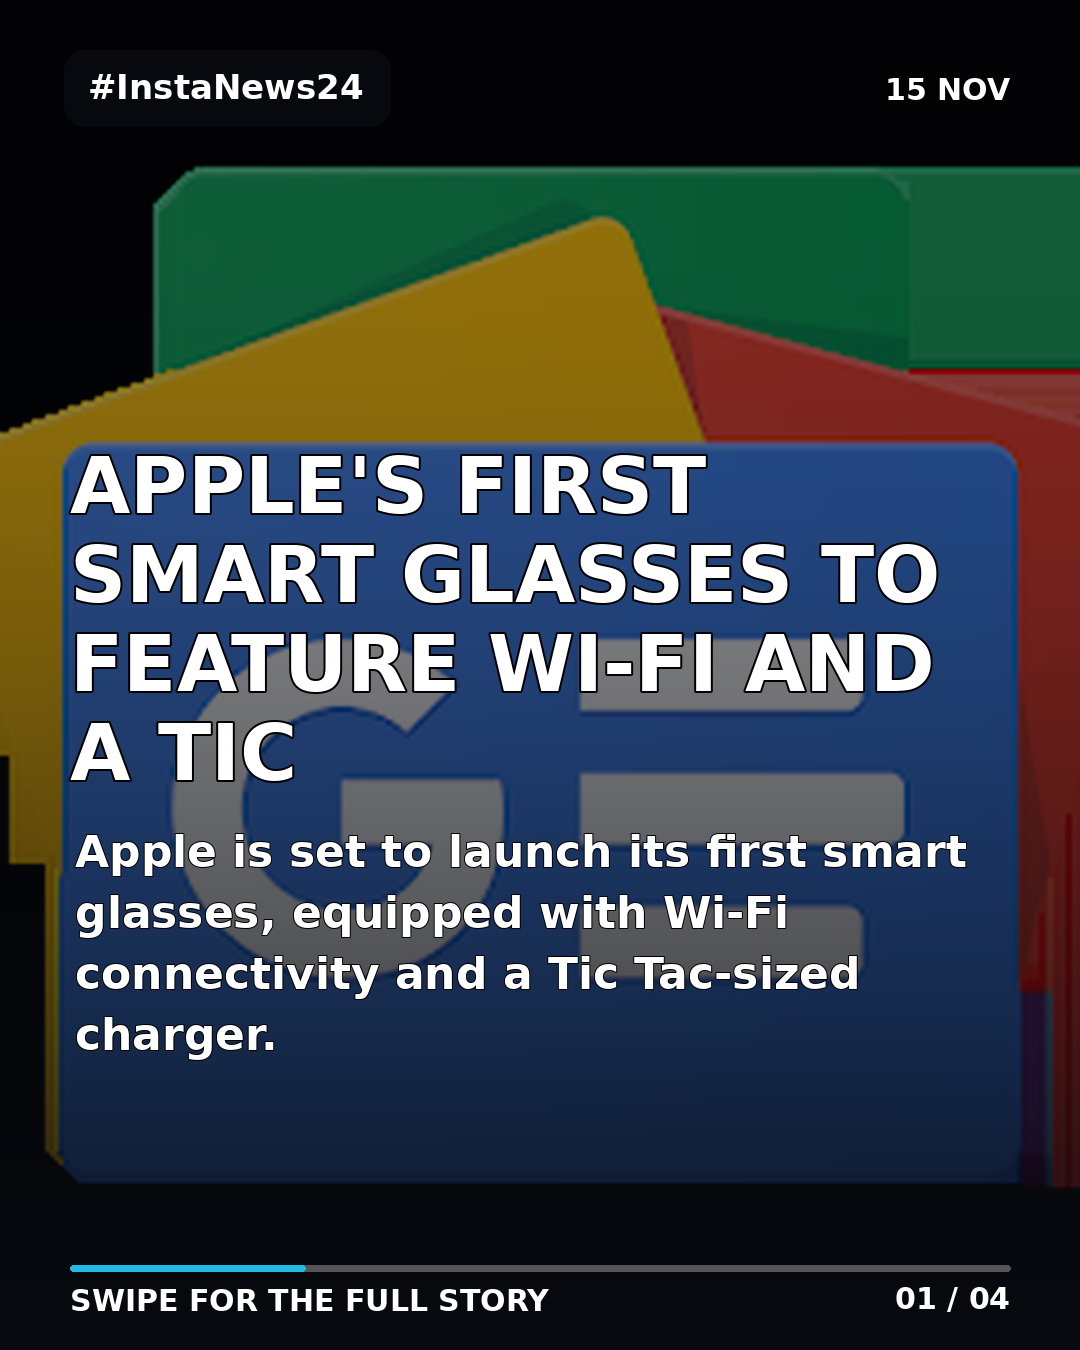 #InstaNews24
15 NOV
APPLE'S FIRST
SMART GLASSES TO
FEATURE WI-FI AND
A TIC
Apple is set to launch its first smart
glasses, equipped with Wi-Fi
connectivity and a Tic Tac-sized
charger.
SWIPE FOR THE FULL STORY
01 / 04